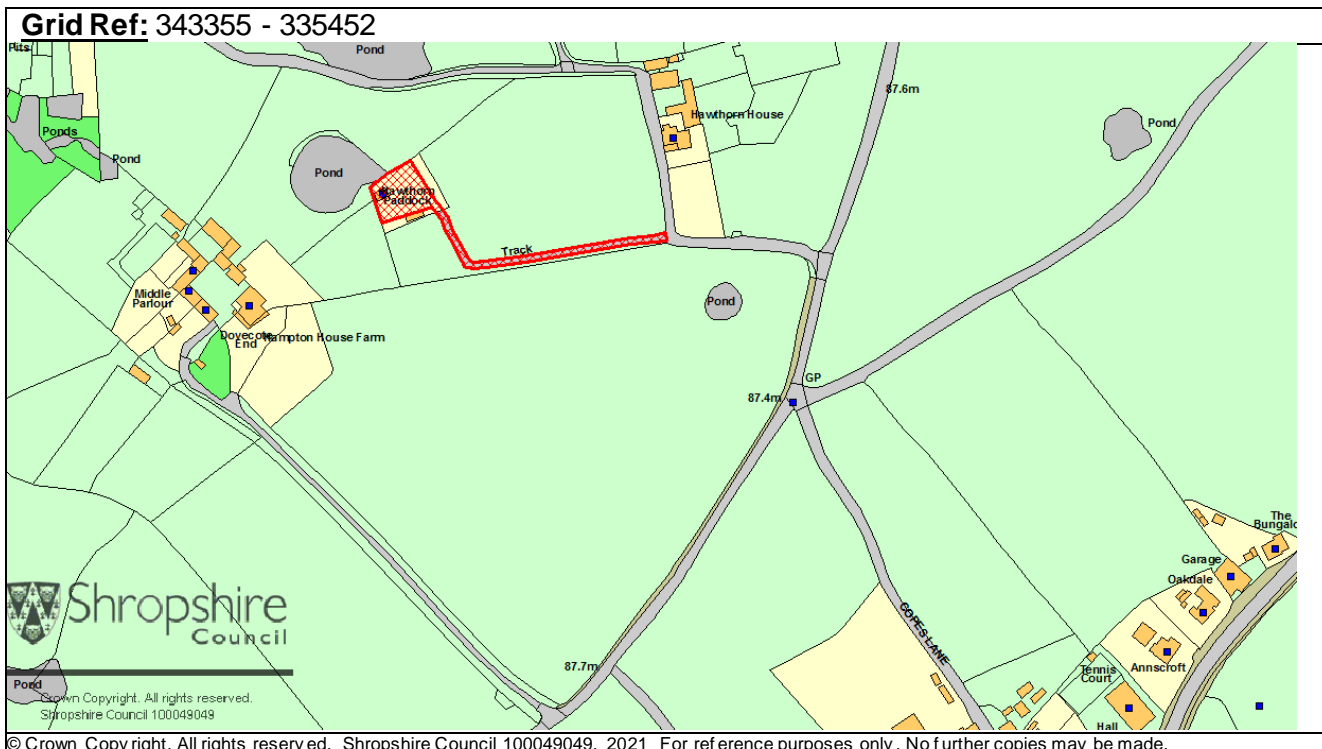 Grid Ref: 343355 - 335452
Pits
Pond
87.6m
Hawthorn House
Pond
Ponds
Pond
Pond
Hawthorn
Paddock
Track
Middle
Parlour
Pond
Dovecote
End
Hampton House Farm
GP
87.4m
The
Bungalo
Garage
Oakdale
COPES LANE
Shropshire
Council
87.7m
Tennis
Court
Annscroft
Pond
Crown Copyright. All rights reserved.
Shropshire Council 100049049
Hall
© Crown Copyright. All rights reserved. Shropshire Council 100049049. 2021 For reference purposes only. No further copies may be made.